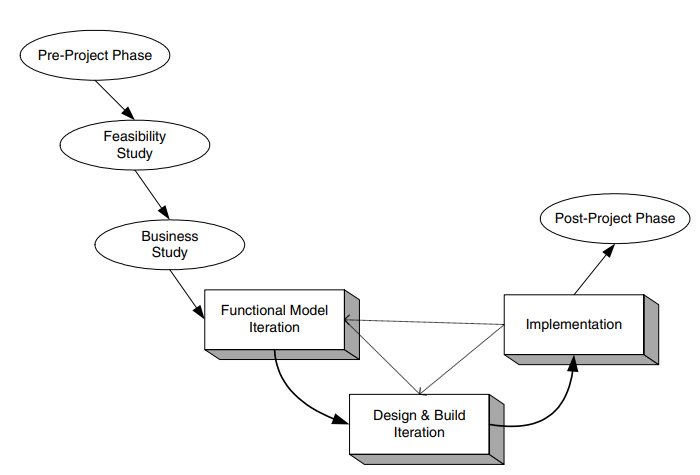 Pre-Project Phase
Feasibility
Study
Business
Study
Post-Project Phase
Functional Model
Iteration
Implementation
Design & Build
Iteration